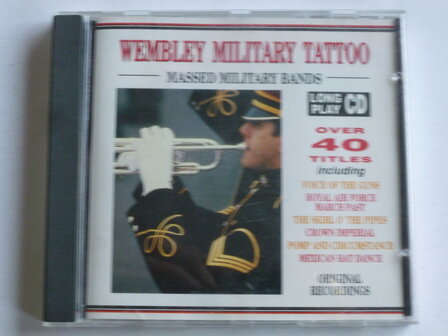 WEMBLEY MILITARY TATTOO
MASSED MILITARY BANDS
LONG
PLAY CD
OVER
40
TITLES
including
VOICE OF THE GUNS
ROYAL AIR FORCE
MARCH PAST
THE SKIRL O' THE PIPES
CROWN IMPERIAL
POMP AND CIRCUMSTANCE
MEXICAN HAT DANCE
ORIGINAL
RECORDINGS